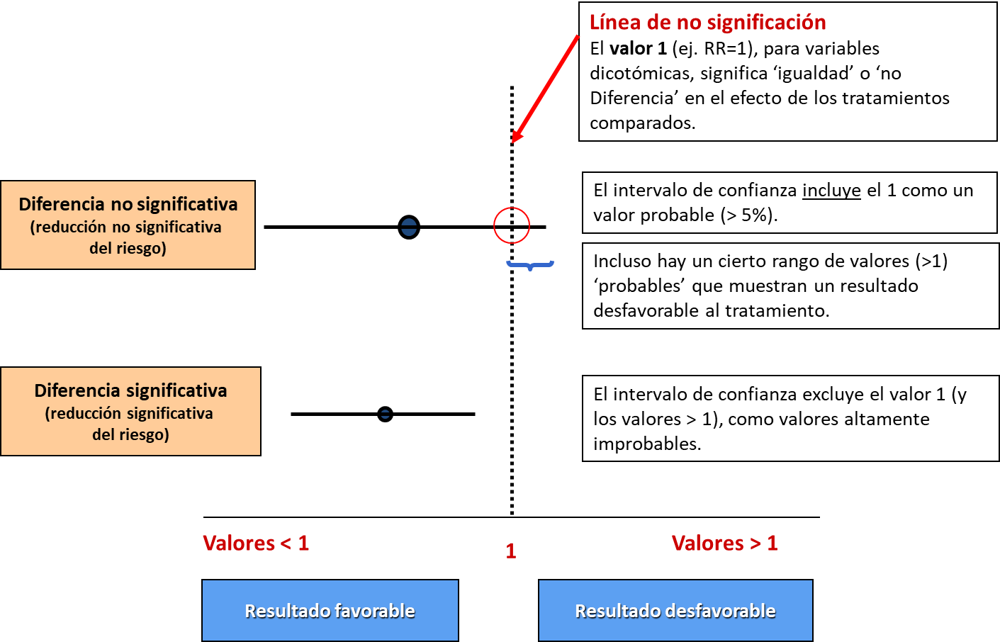 Línea de no significación
El valor 1 (ej. RR=1), para variables
dicotómicas, significa ‘igualdad’ o ‘no
Diferencia’ en el efecto de los tratamientos
comparados.
Diferencia no significativa
(reducción no significativa
del riesgo)
El intervalo de confianza incluye el 1 como un
valor probable (> 5%).
Incluso hay un cierto rango de valores (>1)
‘probables’ que muestran un resultado
desfavorable al tratamiento.
Diferencia significativa
(reducción significativa
del riesgo)
El intervalo de confianza excluye el valor 1 (y
los valores > 1), como valores altamente
improbables.
Valores < 1
1
Valores > 1
Resultado favorable
Resultado desfavorable